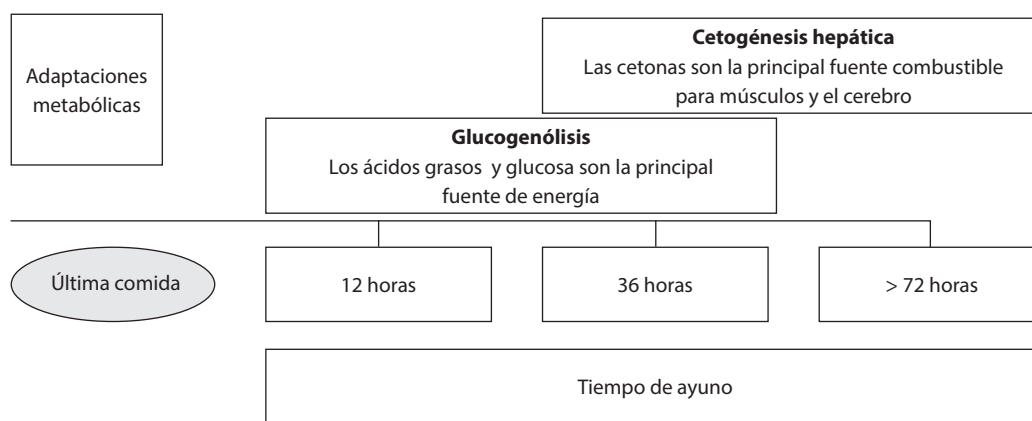 Adaptaciones
metabólicas
Cetogénesis hepática
Las cetonas son la principal fuente combustible
para músculos y el cerebro
Glucogenólisis
Los ácidos grasos y glucosa son la principal
fuente de energía
Última comida
12 horas
36 horas
> 72 horas
Tiempo de ayuno